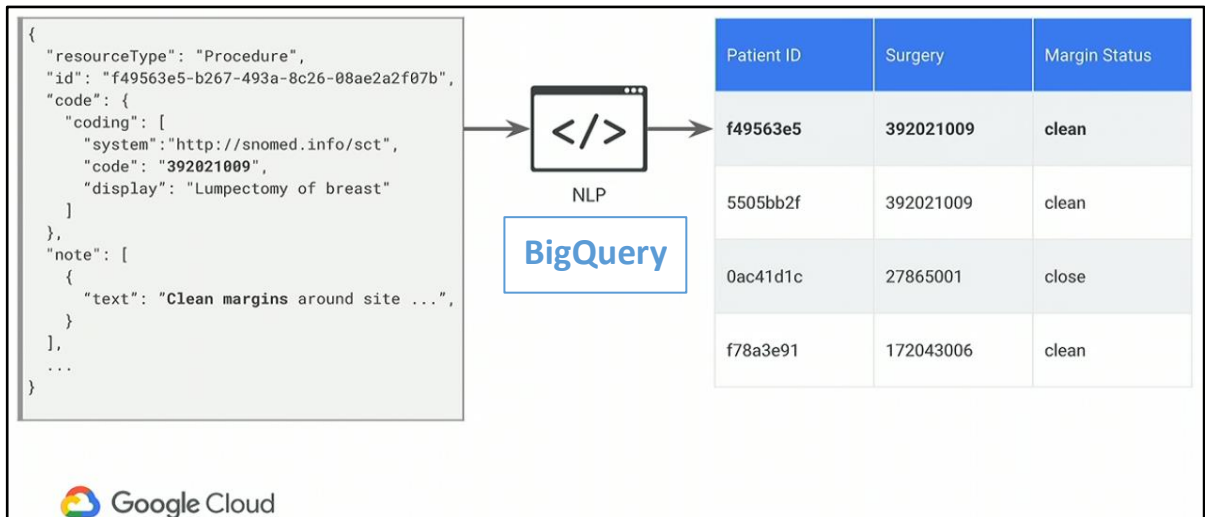 {
"resourceType": "Procedure",
"id": "f49563e5-b267-493a-8c26-08ae2a2f07b",
"code": {
"coding": [
"system":"http://snomed.info/sct",
"code": "392021009",
"display": "Lumpectomy of breast"
]
},
"note": [
{
"text": "Clean margins around site ...",
}
],
...
}
</>
NLP
BigQuery
Patient ID Surgery Margin Status
f49563e5 392021009 clean
5505bb2f 392021009 clean
0ac41d1c 27865001 close
f78a3e91 172043006 clean
Google Cloud